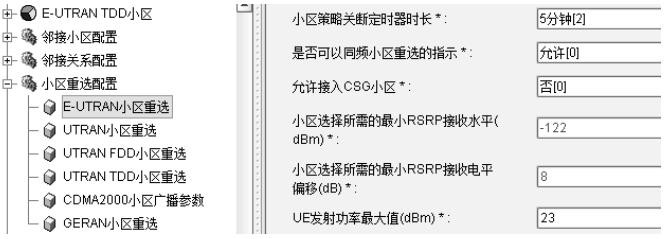 E-UTRAN TDD小区
邻接小区配置
邻接关系配置
小区重选配置
E-UTRAN小区重选
UTRAN小区重选
UTRAN FDD小区重选
UTRAN TDD小区重选
CDMA2000小区广播参数
GERAN小区重选
小区策略关断定时器时长 *: 5分钟[2]
是否可以同频小区重选的指示 *: 允许[0]
允许接入CSG小区 *: 否[0]
小区选择所需的最小RSRP接收水平(
dBm) *: -122
小区选择所需的最小RSRP接收电平
偏移(dB) *: 8
UE发射功率最大值(dBm) *: 23